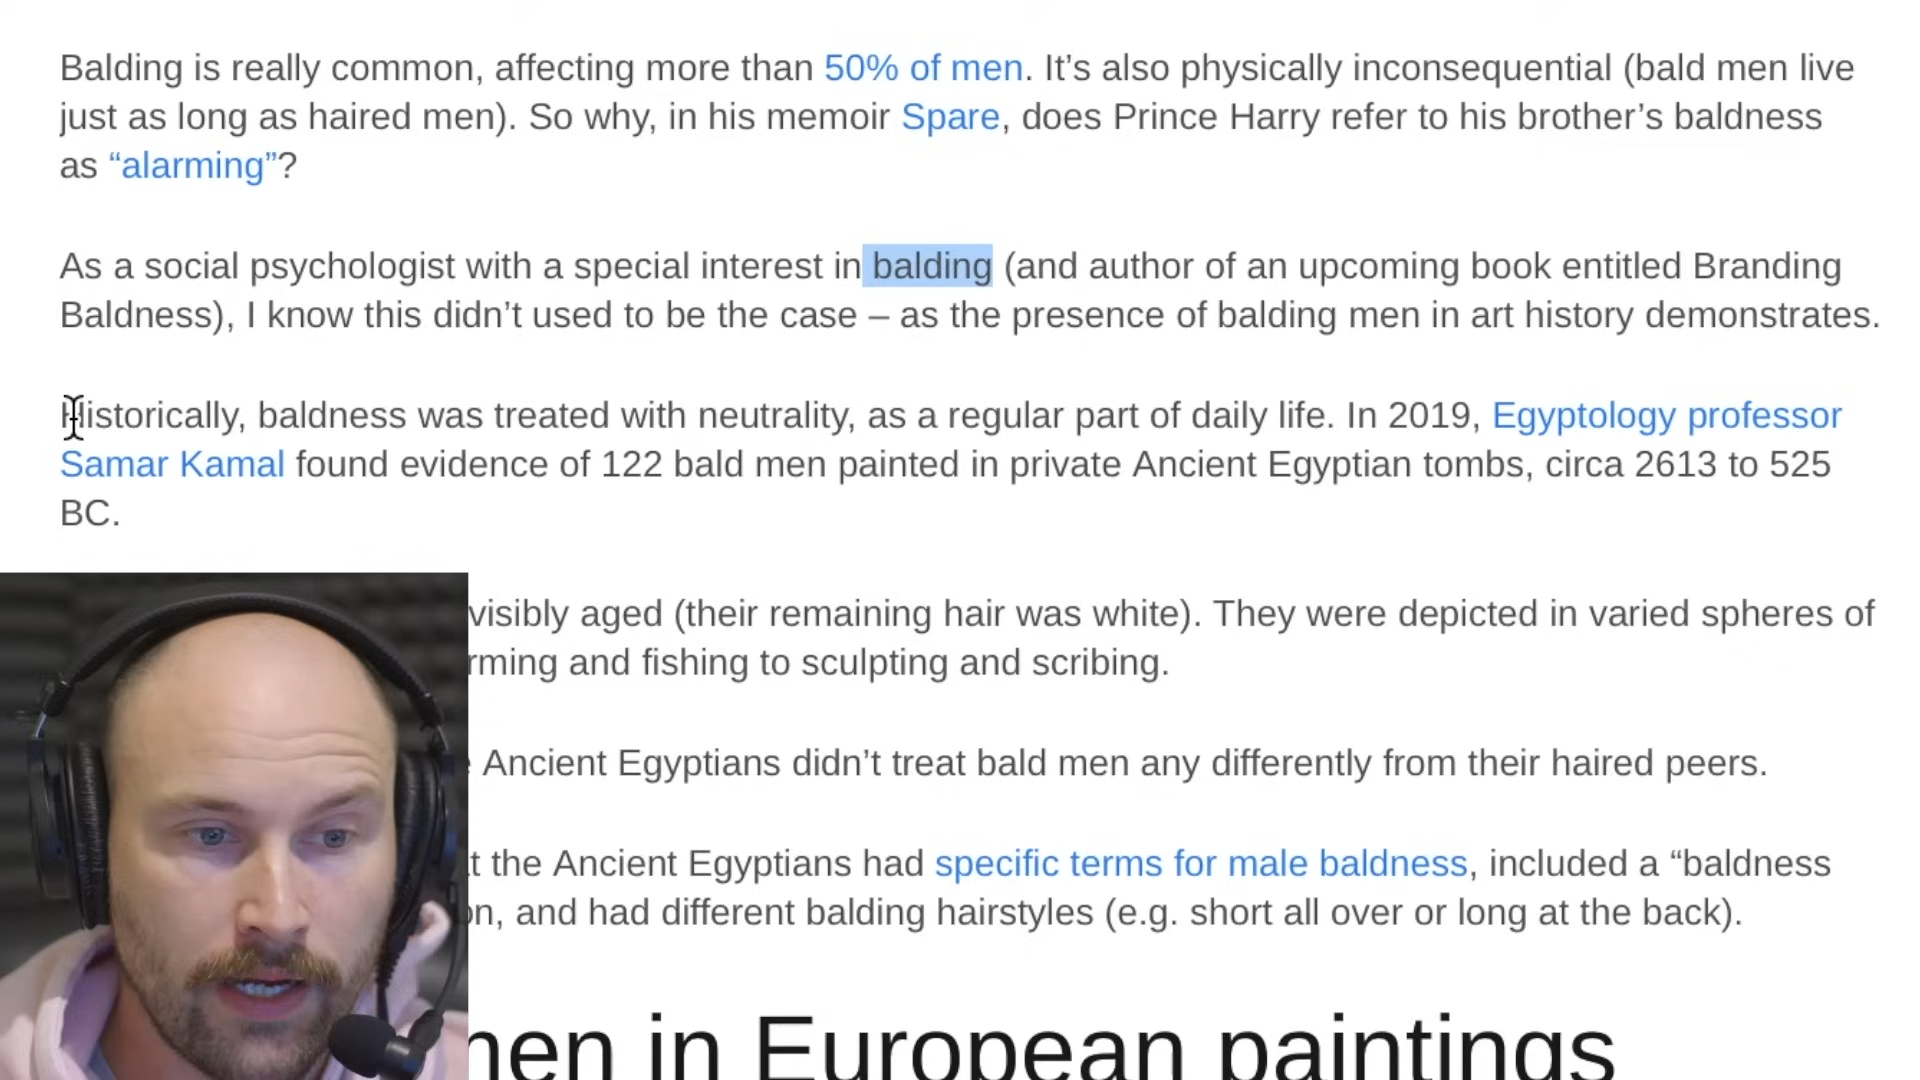 Balding is really common, affecting more than 50% of men. It’s also physically inconsequential (bald men live
just as long as haired men). So why, in his memoir Spare, does Prince Harry refer to his brother’s baldness
as “alarming”?
As a social psychologist with a special interest in balding (and author of an upcoming book entitled Branding
Baldness), I know this didn’t used to be the case – as the presence of balding men in art history demonstrates.
Historically, baldness was treated with neutrality, as a regular part of daily life. In 2019, Egyptology professor
Samar Kamal found evidence of 122 bald men painted in private Ancient Egyptian tombs, circa 2613 to 525
BC.
visibly aged (their remaining hair was white). They were depicted in varied spheres of
and fishing to sculpting and scribing.
Ancient Egyptians didn’t treat bald men any differently from their haired peers.
the Ancient Egyptians had specific terms for male baldness, included a “baldness
and had different balding hairstyles (e.g. short all over or long at the back).
in European paintings